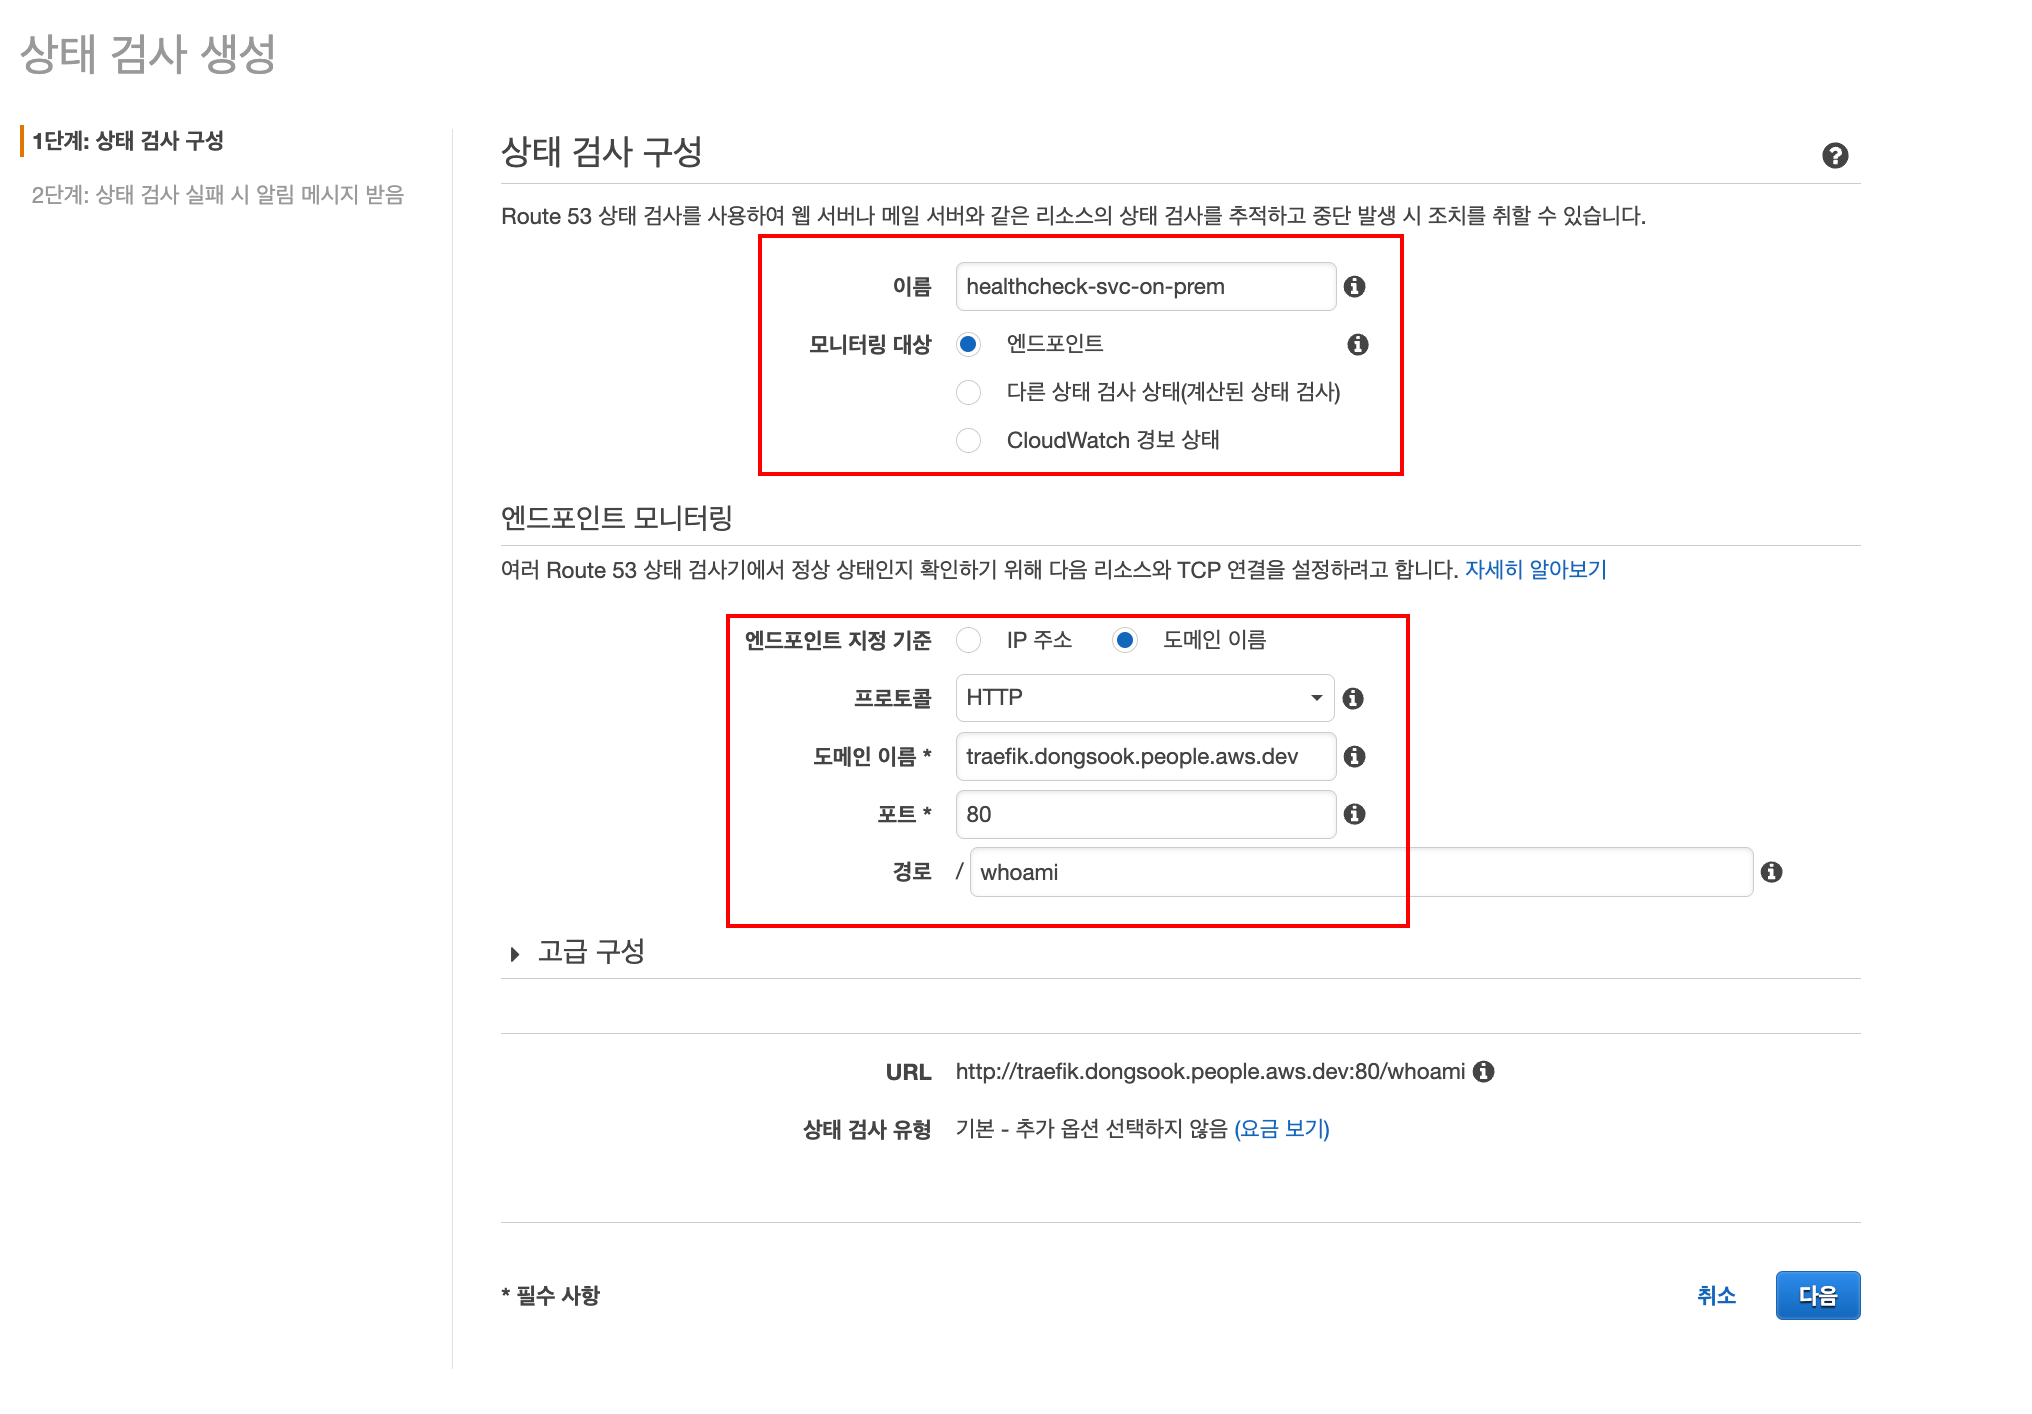 상태 검사 생성
1단계: 상태 검사 구성
2단계: 상태 검사 실패 시 알림 메시지 받음
상태 검사 구성
Route 53 상태 검사를 사용하여 웹 서버나 메일 서버와 같은 리소스의 상태 검사를 추적하고 중단 발생 시 조치를 취할 수 있습니다.
이름 healthcheck-svc-on-prem
모니터링 대상 엔드포인트
다른 상태 검사 상태(계산된 상태 검사)
CloudWatch 경보 상태
엔드포인트 모니터링
여러 Route 53 상태 검사기에서 정상 상태인지 확인하기 위해 다음 리소스와 TCP 연결을 설정하려고 합니다. 자세히 알아보기
엔드포인트 지정 기준 IP 주소 도메인 이름
프로토콜 HTTP
도메인 이름 * traefik.dongsook.people.aws.dev
포트 * 80
경로 / whoami
고급 구성
URL http://traefik.dongsook.people.aws.dev:80/whoami
상태 검사 유형 기본 - 추가 옵션 선택하지 않음 (요금 보기)
* 필수 사항 취소 다음